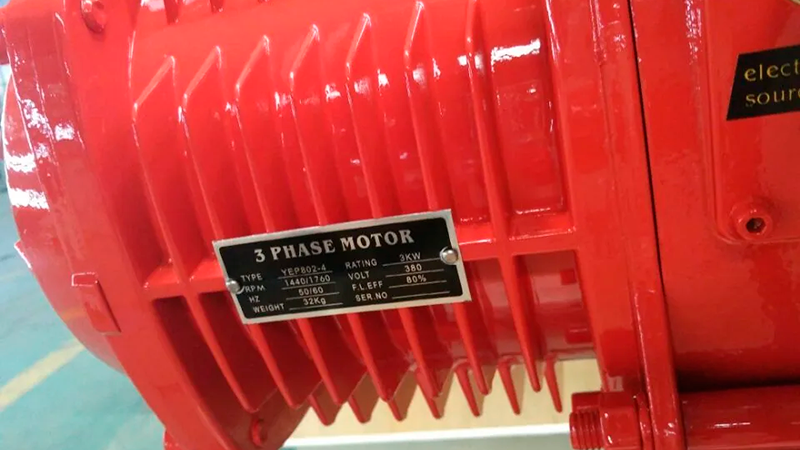 3 PHASE MOTOR
TYPE YEP802-4 RATING 3KW
RPM 1440/1760 VOLT 380
HZ 50/60 F.L.EFF 80%
WEIGHT 32Kg SER.NO
elect
sourc